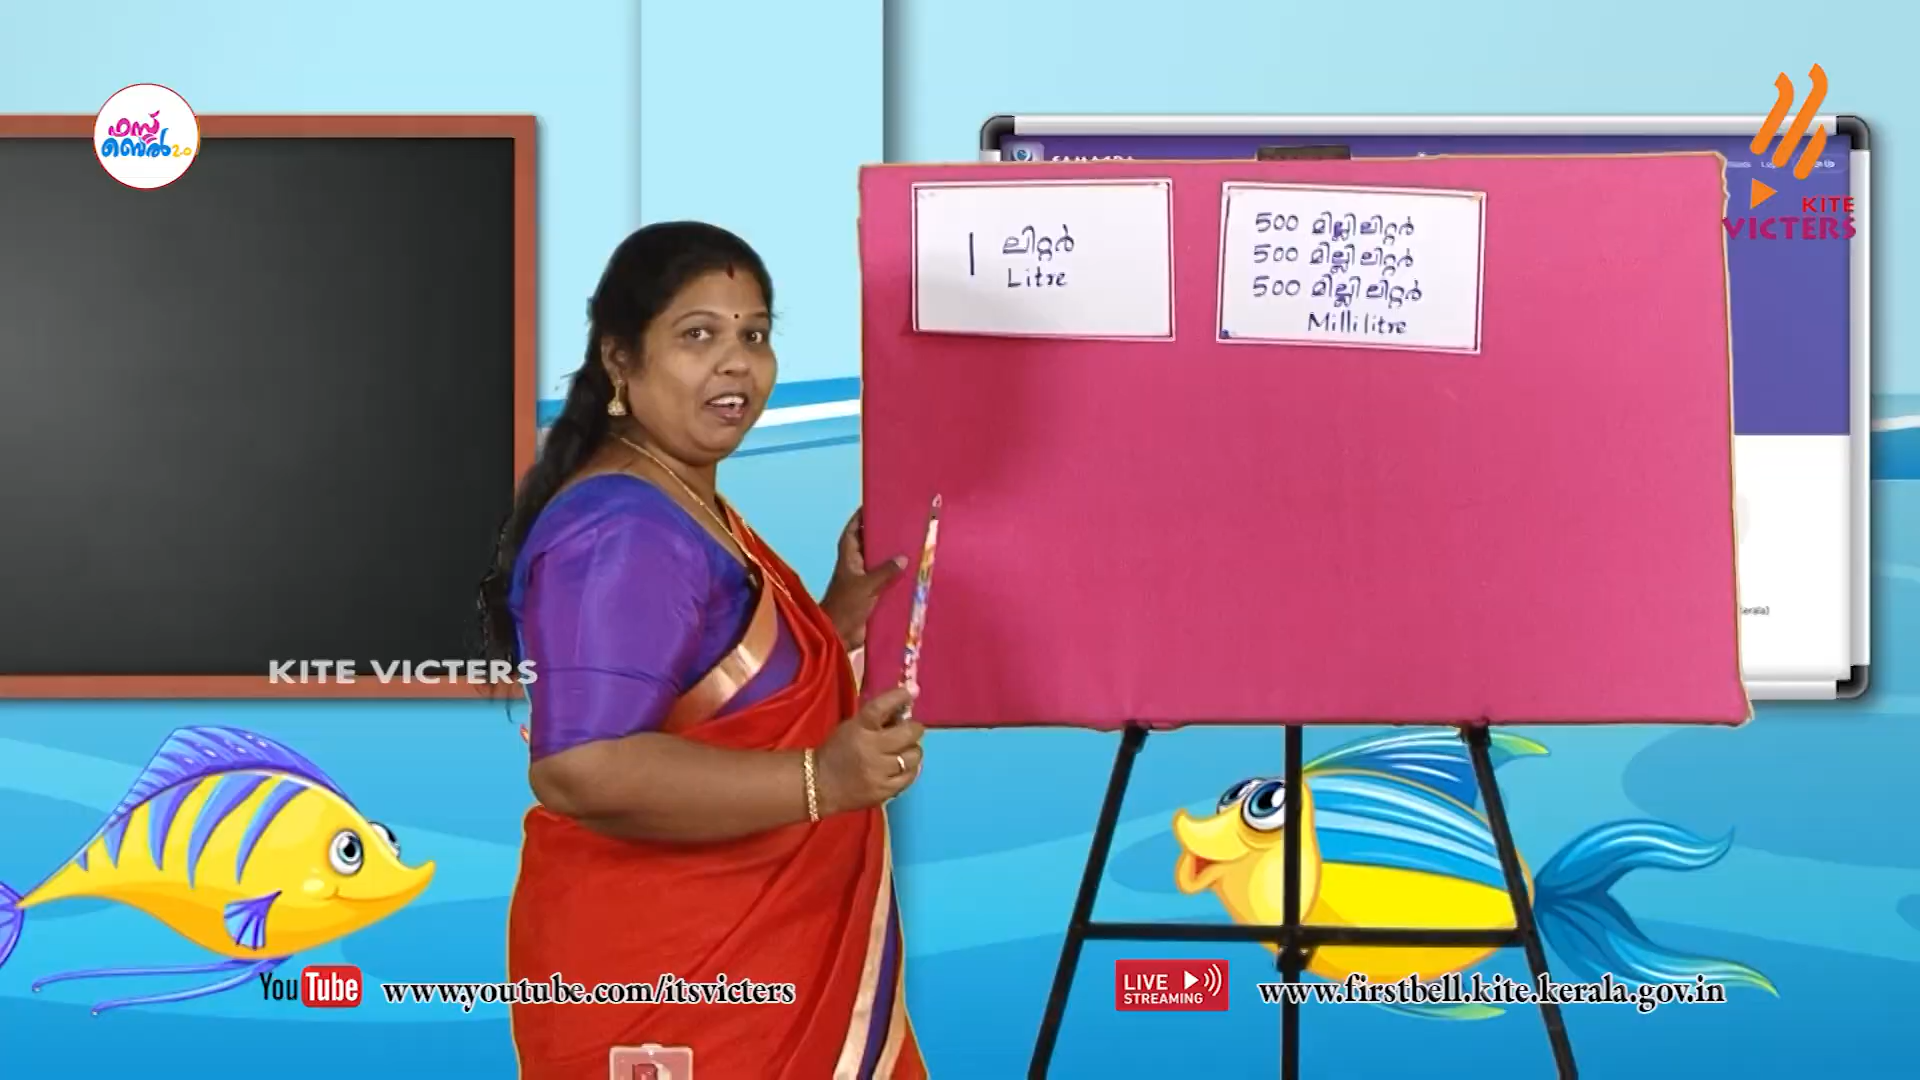 ഫസ്റ്റ്
ബെൽ 2.0
KITE
VICTERS
1 ലിറ്റർ
Litre
500 മില്ലി ലിറ്റർ
500 മില്ലി ലിറ്റർ
500 മില്ലി ലിറ്റർ
Millilitre
KITE VICTERS
YouTube www.youtube.com/itsvicters
LIVE
STREAMING
www.firstbell.kite.kerala.gov.in